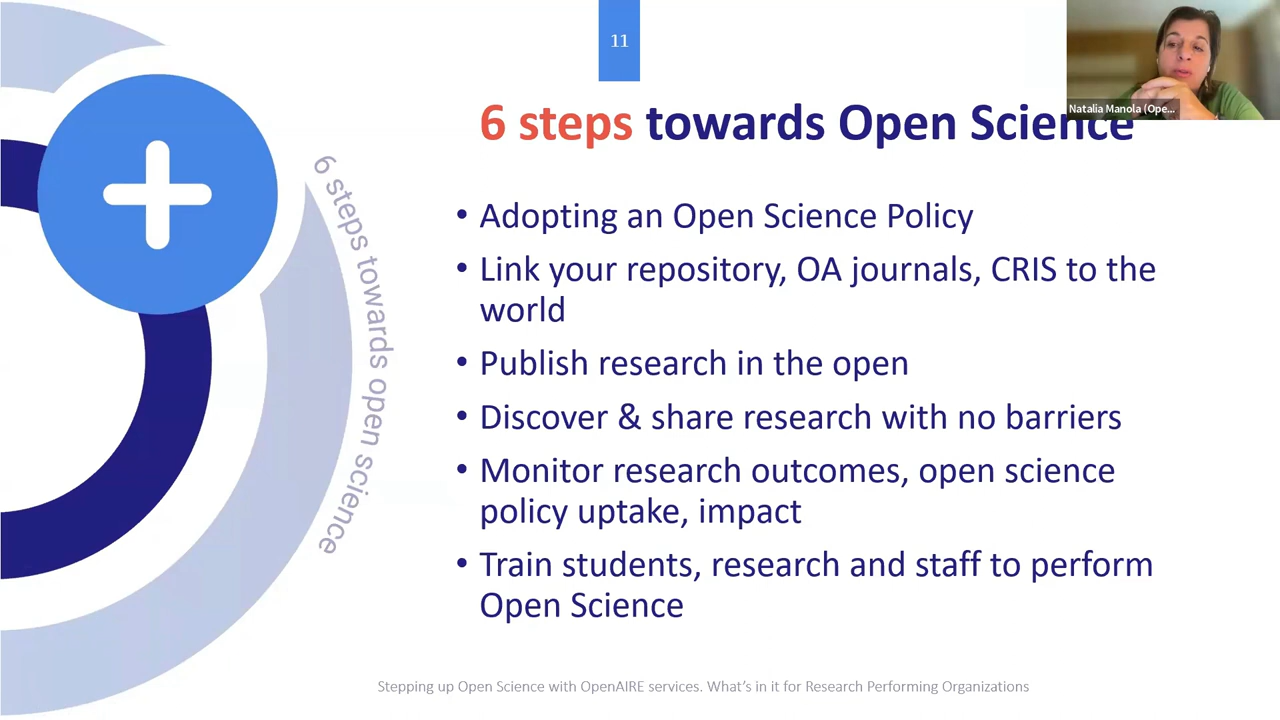 11
Natalia Manola (Ope...
6 steps towards Open Science
6 steps towards open science
• Adopting an Open Science Policy
• Link your repository, OA journals, CRIS to the
world
• Publish research in the open
• Discover & share research with no barriers
• Monitor research outcomes, open science
policy uptake, impact
• Train students, research and staff to perform
Open Science
Stepping up Open Science with OpenAIRE services. What's in it for Research Performing Organizations